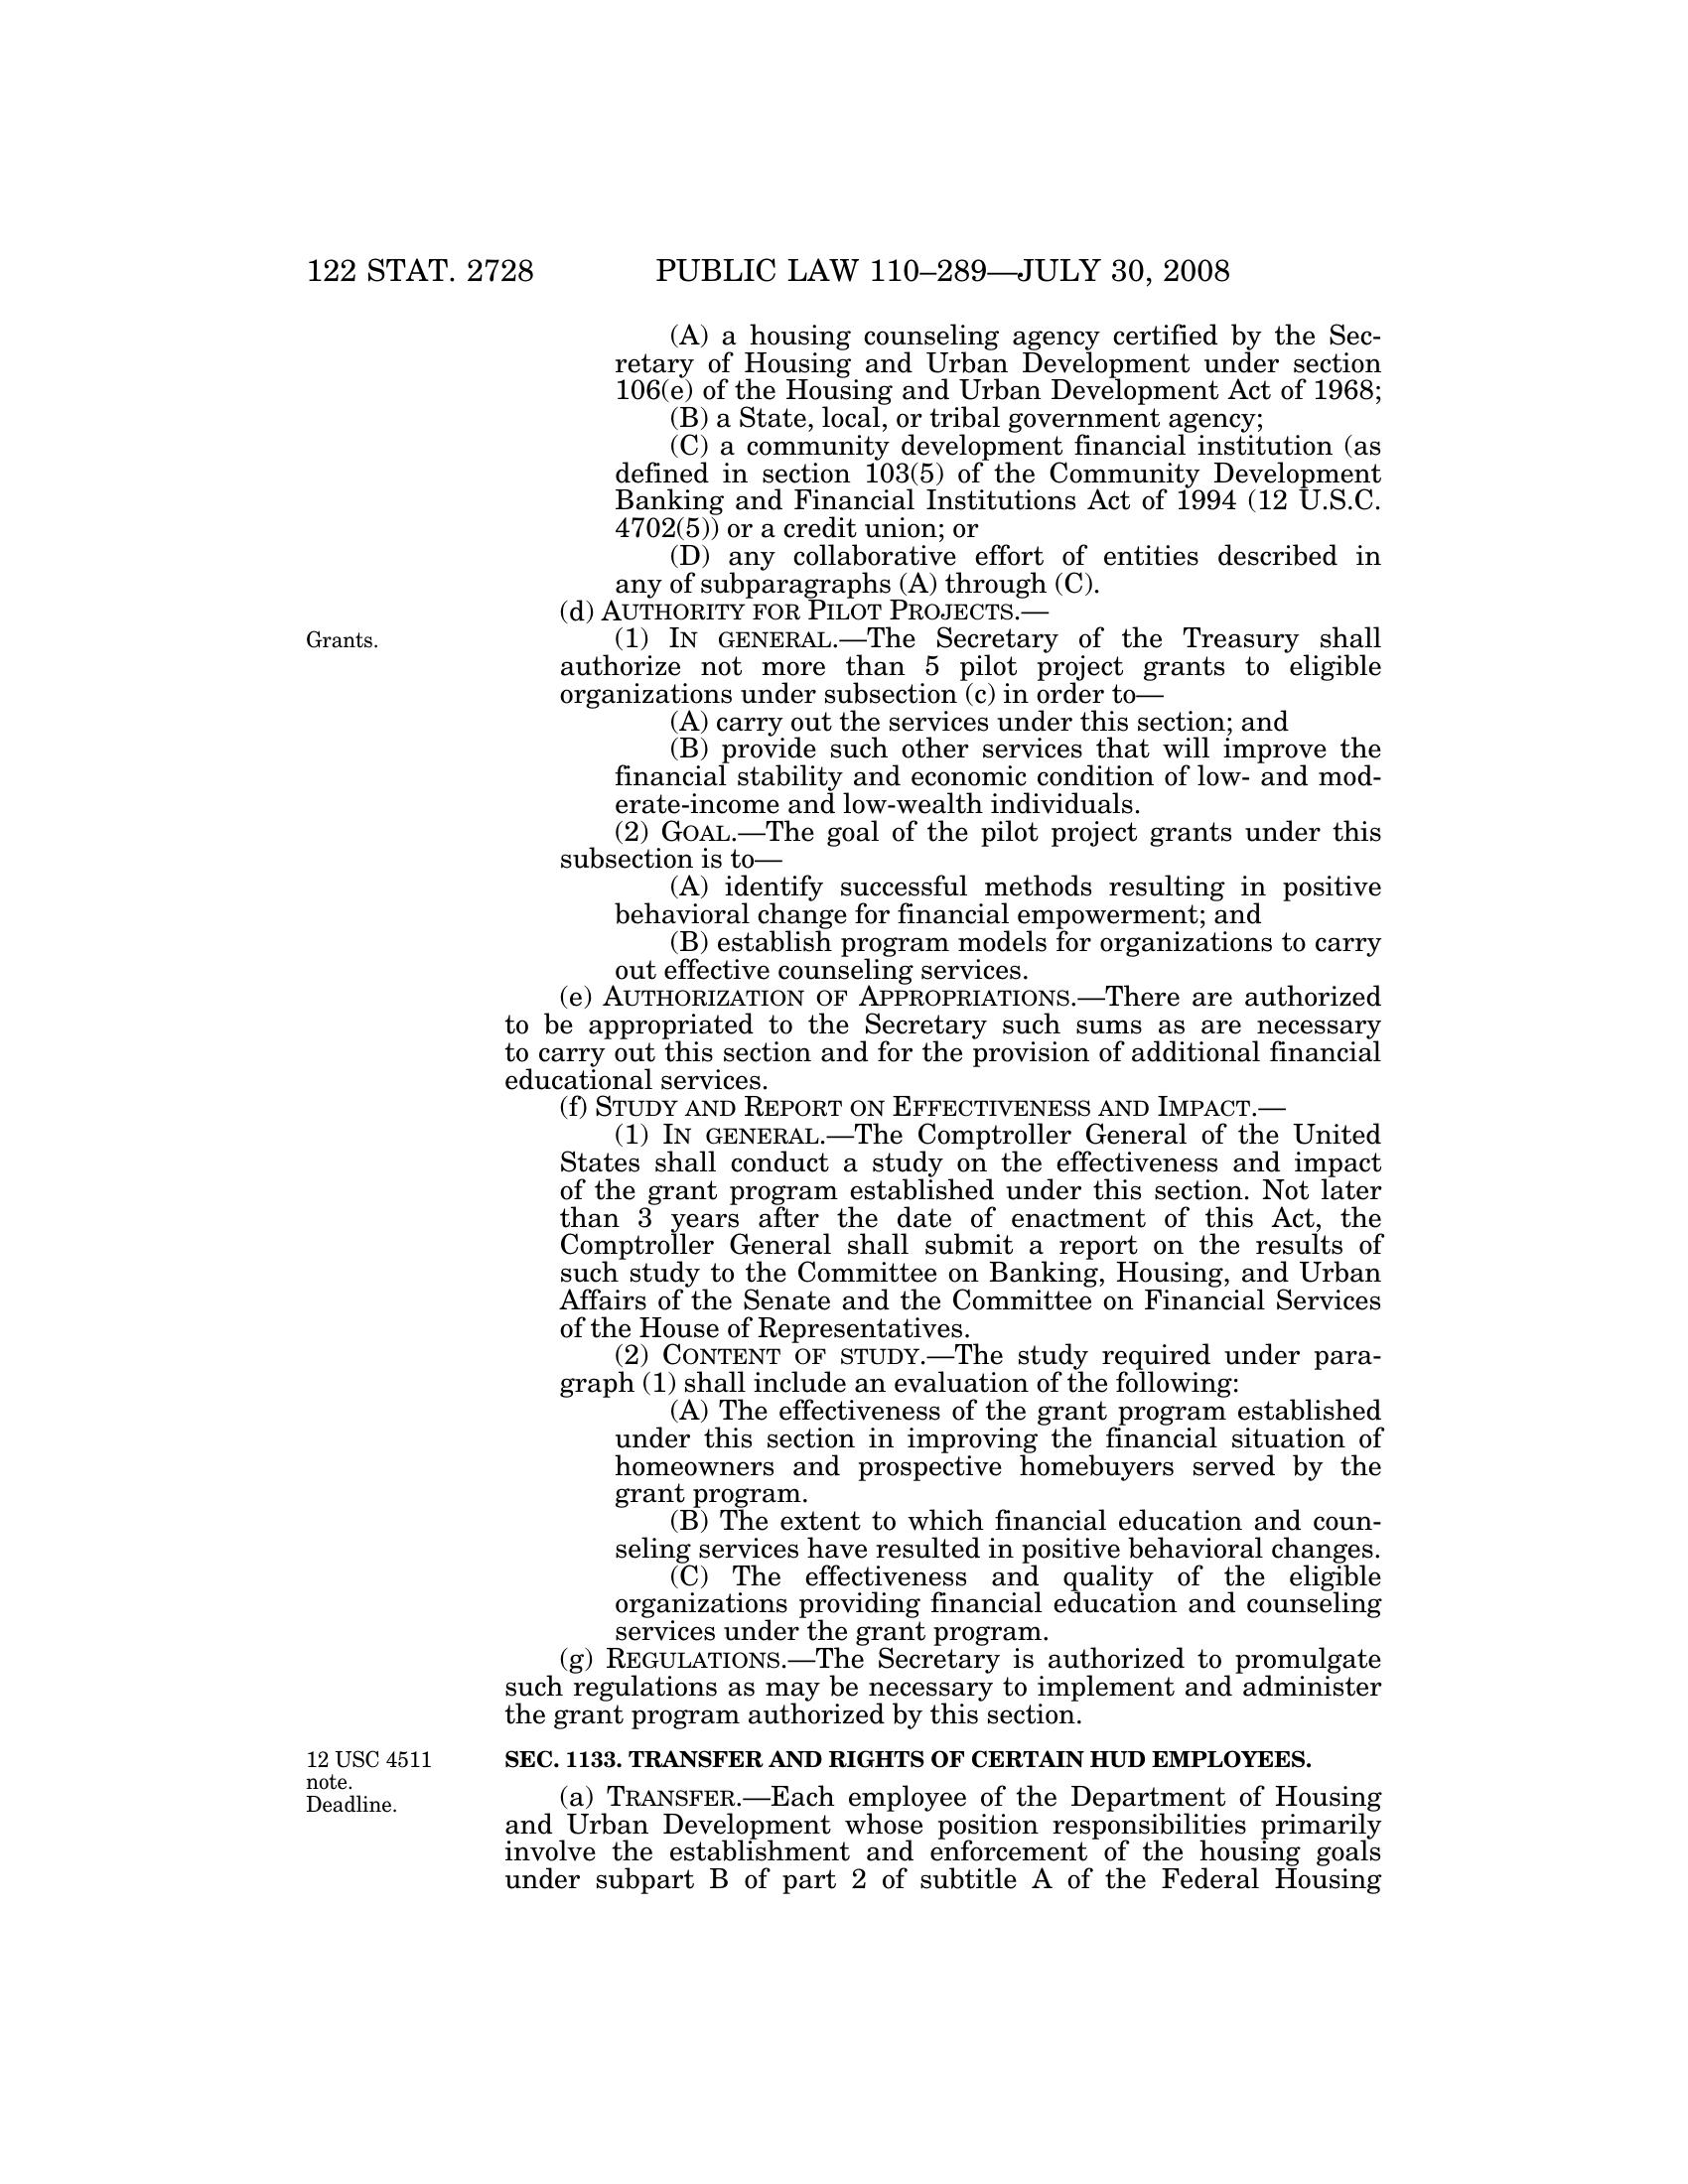 122 STAT. 2728 PUBLIC LAW 110–289—JULY 30, 2008
(A) a housing counseling agency certified by the Sec-
retary of Housing and Urban Development under section
106(e) of the Housing and Urban Development Act of 1968;
(B) a State, local, or tribal government agency;
(C) a community development financial institution (as
defined in section 103(5) of the Community Development
Banking and Financial Institutions Act of 1994 (12 U.S.C.
4702(5)) or a credit union; or
(D) any collaborative effort of entities described in
any of subparagraphs (A) through (C).
(d) AUTHORITY FOR PILOT PROJECTS.—
Grants.
(1) IN GENERAL.—The Secretary of the Treasury shall
authorize not more than 5 pilot project grants to eligible
organizations under subsection (c) in order to—
(A) carry out the services under this section; and
(B) provide such other services that will improve the
financial stability and economic condition of low- and mod-
erate-income and low-wealth individuals.
(2) GOAL.—The goal of the pilot project grants under this
subsection is to—
(A) identify successful methods resulting in positive
behavioral change for financial empowerment; and
(B) establish program models for organizations to carry
out effective counseling services.
(e) AUTHORIZATION OF APPROPRIATIONS.—There are authorized
to be appropriated to the Secretary such sums as are necessary
to carry out this section and for the provision of additional financial
educational services.
(f) STUDY AND REPORT ON EFFECTIVENESS AND IMPACT.—
(1) IN GENERAL.—The Comptroller General of the United
States shall conduct a study on the effectiveness and impact
of the grant program established under this section. Not later
than 3 years after the date of enactment of this Act, the
Comptroller General shall submit a report on the results of
such study to the Committee on Banking, Housing, and Urban
Affairs of the Senate and the Committee on Financial Services
of the House of Representatives.
(2) CONTENT OF STUDY.—The study required under para-
graph (1) shall include an evaluation of the following:
(A) The effectiveness of the grant program established
under this section in improving the financial situation of
homeowners and prospective homebuyers served by the
grant program.
(B) The extent to which financial education and coun-
seling services have resulted in positive behavioral changes.
(C) The effectiveness and quality of the eligible
organizations providing financial education and counseling
services under the grant program.
(g) REGULATIONS.—The Secretary is authorized to promulgate
such regulations as may be necessary to implement and administer
the grant program authorized by this section.
12 USC 4511
note.
Deadline.
SEC. 1133. TRANSFER AND RIGHTS OF CERTAIN HUD EMPLOYEES.
(a) TRANSFER.—Each employee of the Department of Housing
and Urban Development whose position responsibilities primarily
involve the establishment and enforcement of the housing goals
under subpart B of part 2 of subtitle A of the Federal Housing